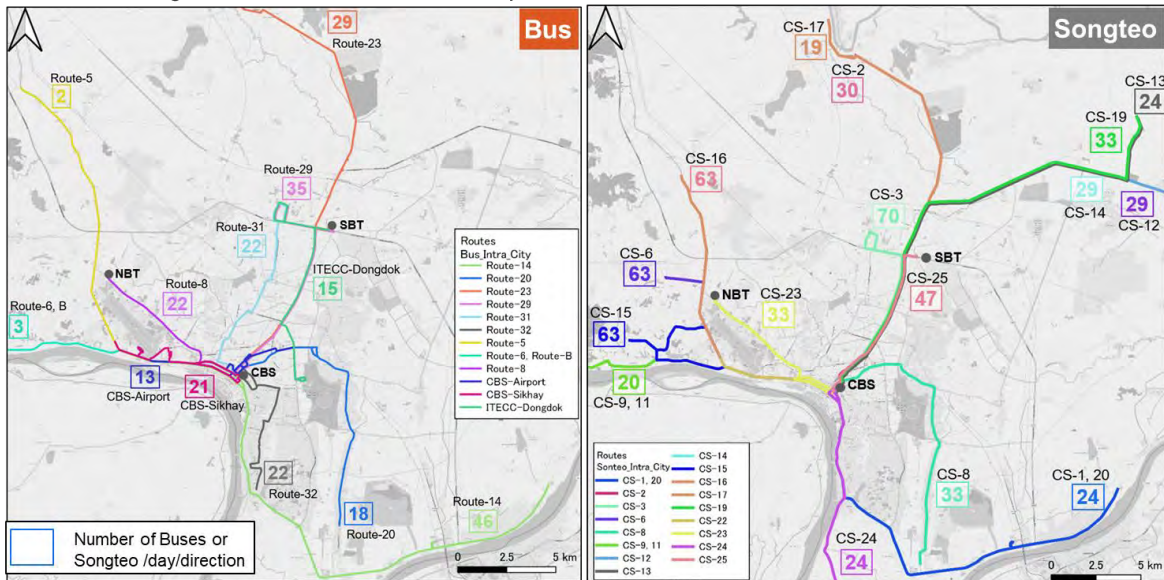 Bus
29
Route-23
Route-5
2
35
Route-29
SBT
Route-31
22
ITECC-Dongdok
15
NBT
Route-8
22
Route-6, B
3
CBS
13
CBS-Airport
21
CBS-Sikhay
22
Route-32
18
Route-20
Route-14
46
Routes
Bus_Intra_City
Route-14
Route-20
Route-23
Route-29
Route-31
Route-32
Route-5
Route-6, Route-B
Route-8
CBS-Airport
CBS-Sikhay
ITECC-Dongdok
Number of Buses or
Songteo /day/direction
0 2.5 5 km
Songteo
CS-17
19
CS-2
30
CS-13
24
CS-19
33
CS-16
63
CS-3
70
29
CS-14
29
CS-12
SBT
CS-6
63
CS-25
47
NBT
CS-23
33
CS-15
63
20
CS-9, 11
CBS
CS-8
33
CS-1, 20
24
CS-24
24
Routes
Sonteo_Intra_City
CS-1, 20
CS-2
CS-3
CS-6
CS-8
CS-9, 11
CS-12
CS-13
CS-14
CS-15
CS-16
CS-17
CS-19
CS-22
CS-23
CS-24
CS-25
0 2.5 5 km